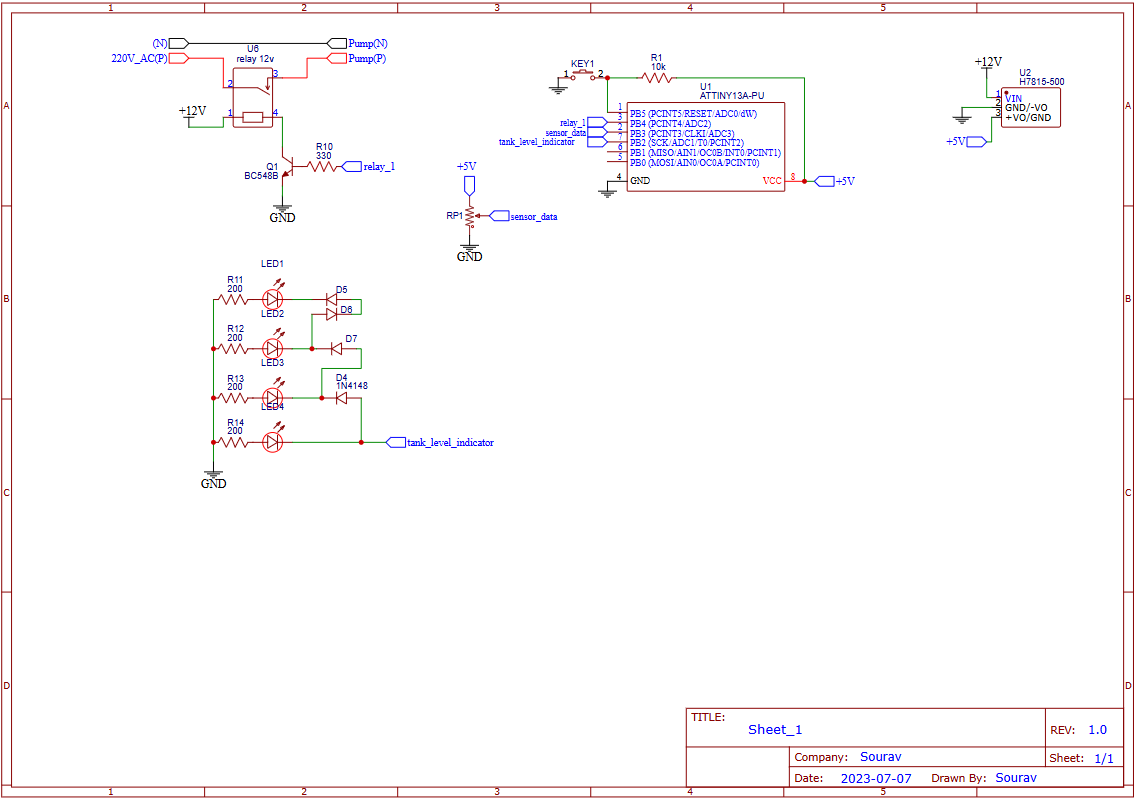 1 2 3 4 5
A A
B B
C C
D D
(N) Pump(N)
U6
relay 12v
220V_AC(P) Pump(P)
3
2
+12V 1 4
R10
330
Q1
BC548B
relay_1
GND
+5V
RP1 sensor_data
GND
KEY1
1 2
R1
10k
U1
ATTINY13A-PU
1 PB5 (PCINT5/RESET/ADC0/dW)
relay_1 3 PB4 (PCINT4/ADC2)
sensor_data 2 PB3 (PCINT3/CLKI/ADC3)
tank_level_indicator 7 PB2 (SCK/ADC1/T0/PCINT2)
6 PB1 (MISO/AIN1/OC0B/INT0/PCINT1)
5 PB0 (MOSI/AIN0/OC0A/PCINT0)
4 GND VCC 8 +5V
+12V
U2
H7815-500
1 VIN
2 GND/-VO
3 +VO/GND
+5V
LED1
R11
200
D5
D6
LED2
R12
200
D7
LED3
R13
200
D4
1N4148
LED4
R14
200
tank_level_indicator
GND
TITLE:
Sheet_1
REV: 1.0
Company: Sourav
Sheet: 1/1
Date: 2023-07-07 Drawn By: Sourav
1 2 3 4 5